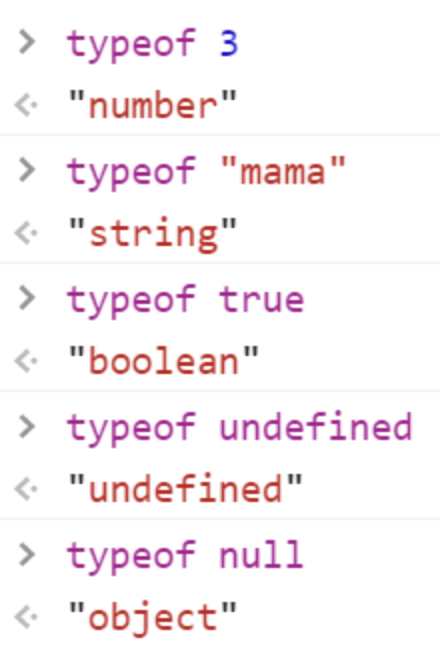 > typeof 3
<· "number"
> typeof "mama"
<· "string"
> typeof true
<· "boolean"
> typeof undefined
<· "undefined"
> typeof null
<· "object"